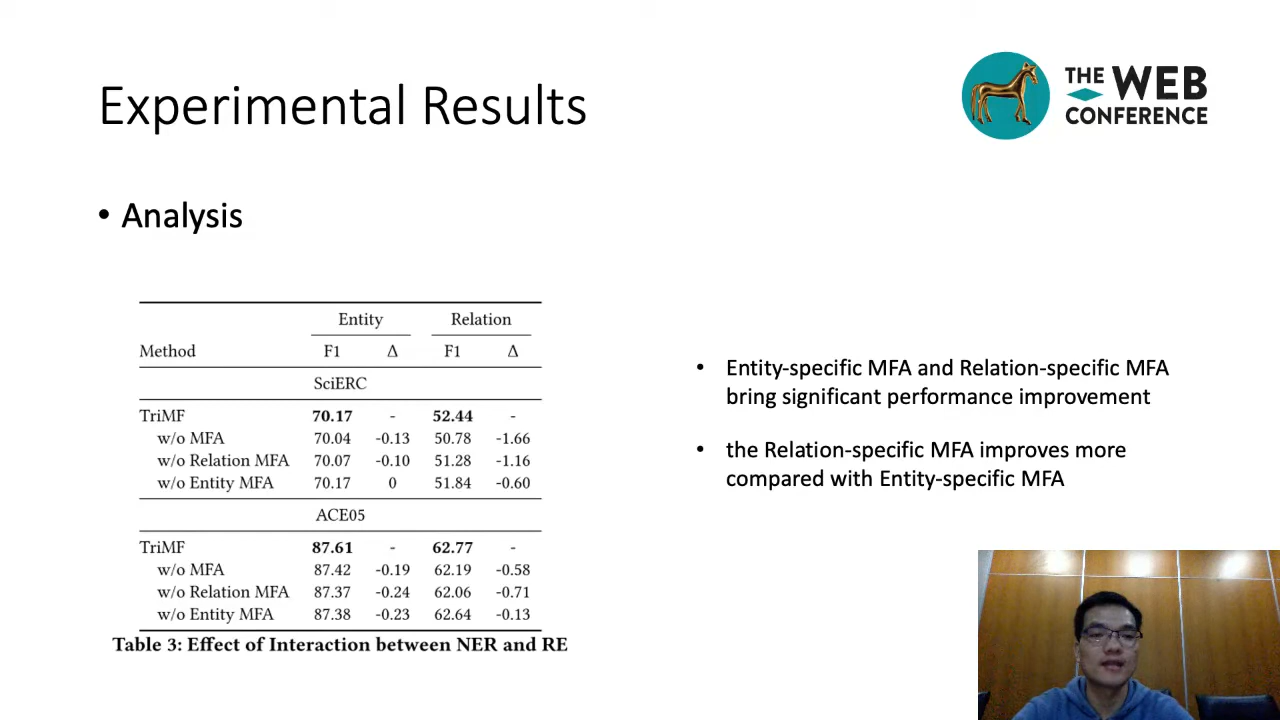 Experimental Results
THE WEB
CONFERENCE
• Analysis
Entity Relation
Method F1 Δ F1 Δ
SciERC
TriMF 70.17 - 52.44 -
w/o MFA 70.04 -0.13 50.78 -1.66
w/o Relation MFA 70.07 -0.10 51.28 -1.16
w/o Entity MFA 70.17 0 51.84 -0.60
ACE05
TriMF 87.61 - 62.77 -
w/o MFA 87.42 -0.19 62.19 -0.58
w/o Relation MFA 87.37 -0.24 62.06 -0.71
w/o Entity MFA 87.38 -0.23 62.64 -0.13
Table 3: Effect of Interaction between NER and RE
• Entity-specific MFA and Relation-specific MFA
bring significant performance improvement
• the Relation-specific MFA improves more
compared with Entity-specific MFA